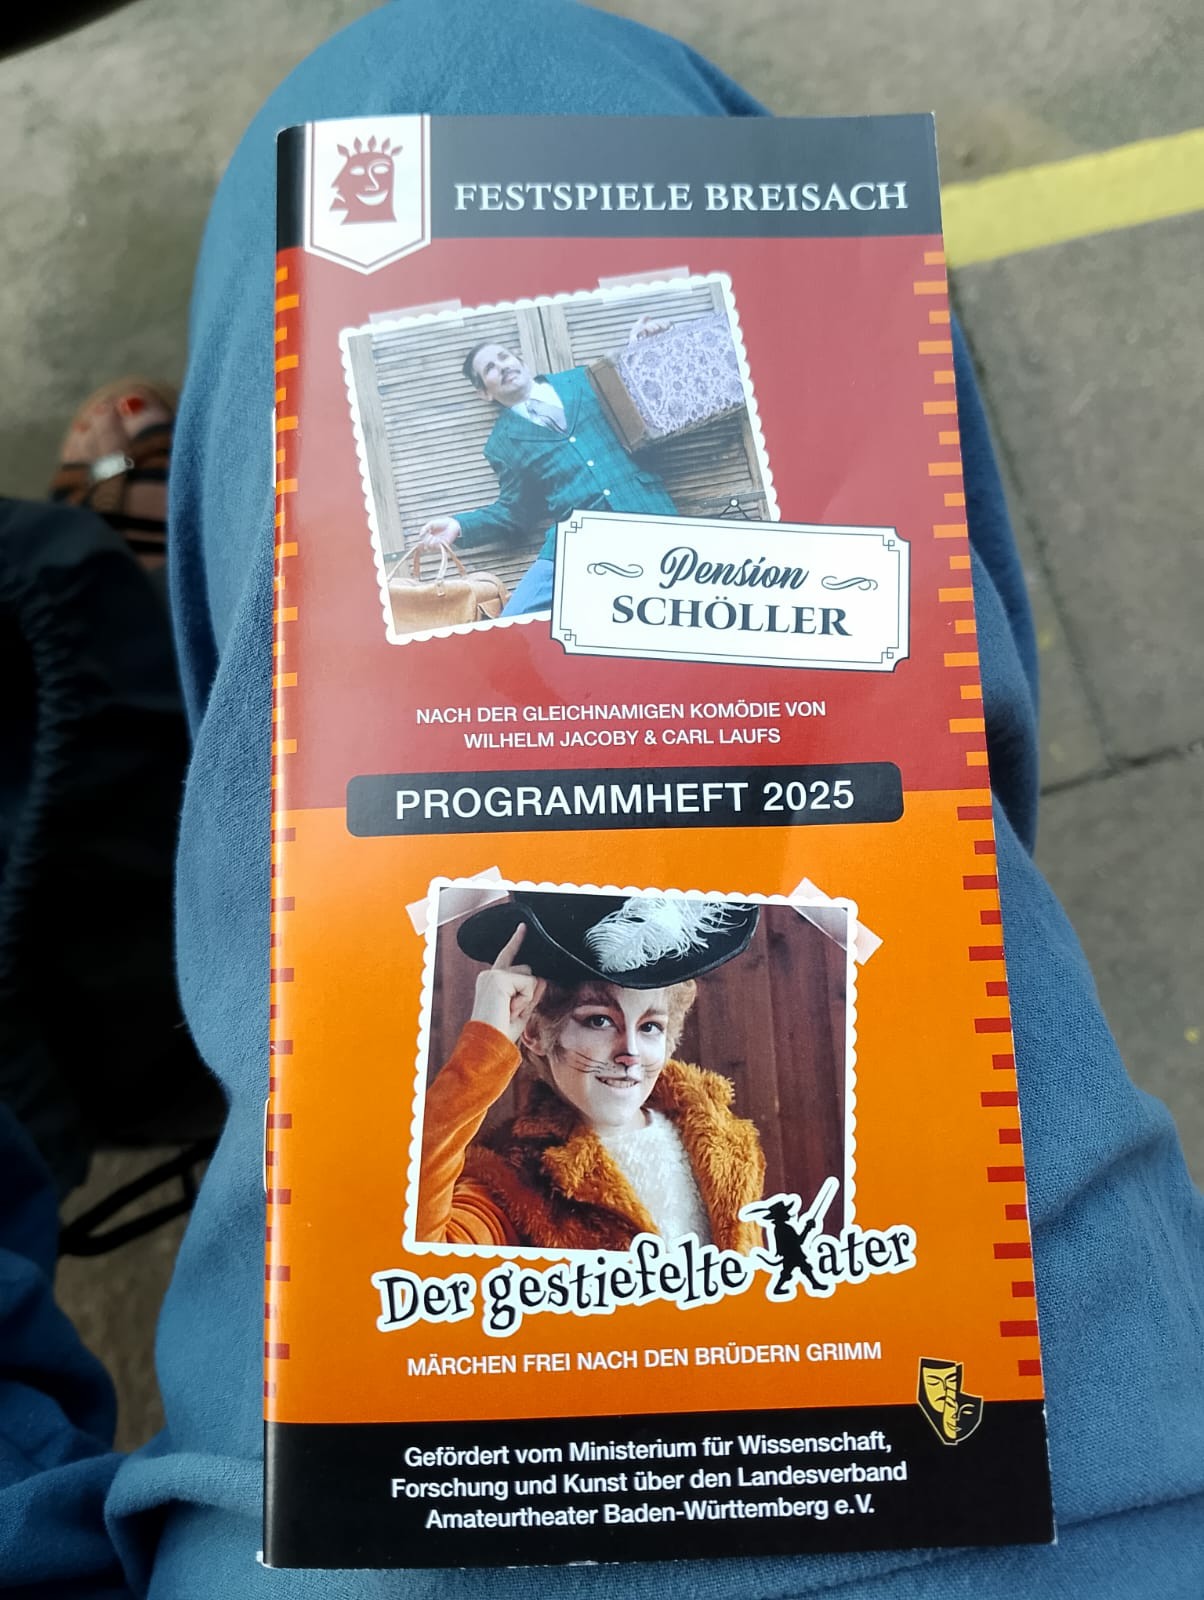 FESTSPIELE BREISACH
Pension
SCHÖLLER
NACH DER GLEICHNAMIGEN KOMÖDIE VON
WILHELM JACOBY & CARL LAUFS
PROGRAMMHEFT 2025
Der gestiefelte Kater
MÄRCHEN FREI NACH DEN BRÜDERN GRIMM
Gefördert vom Ministerium für Wissenschaft,
Forschung und Kunst über den Landesverband
Amateurtheater Baden-Württemberg e.V.